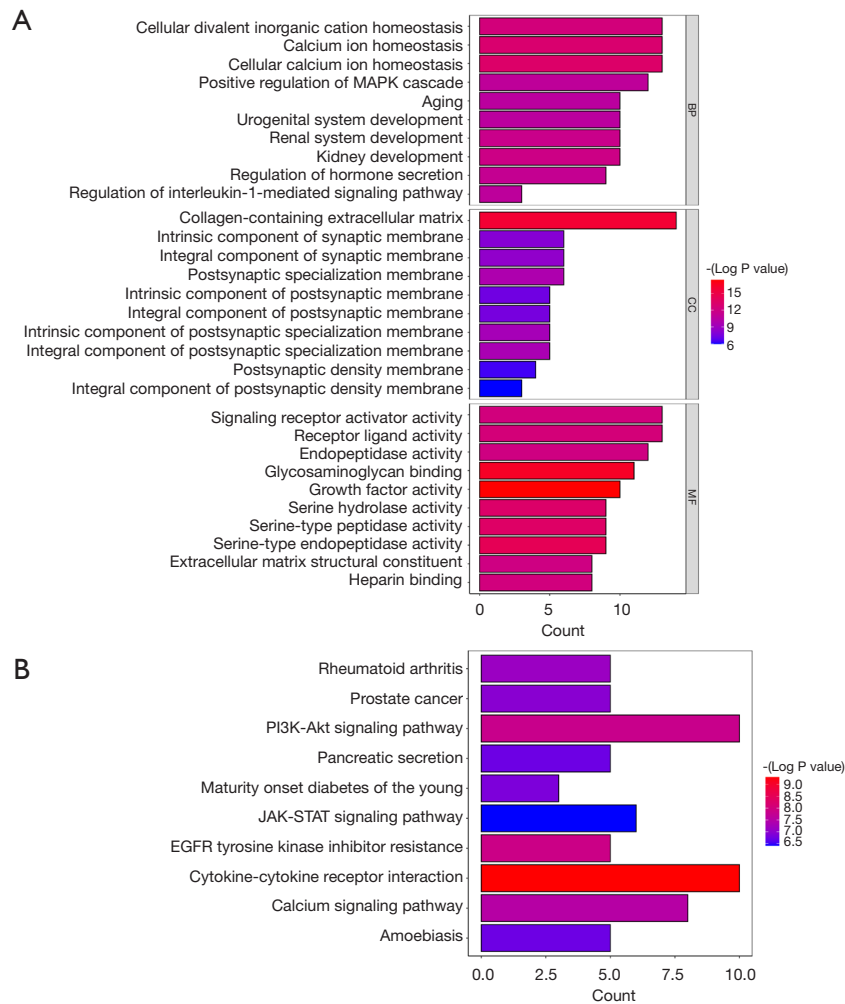 A
Cellular divalent inorganic cation homeostasis
Calcium ion homeostasis
Cellular calcium ion homeostasis
Positive regulation of MAPK cascade
Aging
Urogenital system development
Renal system development
Kidney development
Regulation of hormone secretion
Regulation of interleukin-1-mediated signaling pathway
BP
Collagen-containing extracellular matrix
Intrinsic component of synaptic membrane
Integral component of synaptic membrane
Postsynaptic specialization membrane
Intrinsic component of postsynaptic membrane
Integral component of postsynaptic membrane
Intrinsic component of postsynaptic specialization membrane
Integral component of postsynaptic specialization membrane
Postsynaptic density membrane
Integral component of postsynaptic density membrane
CC
Signaling receptor activator activity
Receptor ligand activity
Endopeptidase activity
Glycosaminoglycan binding
Growth factor activity
Serine hydrolase activity
Serine-type peptidase activity
Serine-type endopeptidase activity
Extracellular matrix structural constituent
Heparin binding
MF
0 5 10
Count
-(Log P value)
15
12
9
6
B
Rheumatoid arthritis
Prostate cancer
PI3K-Akt signaling pathway
Pancreatic secretion
Maturity onset diabetes of the young
JAK-STAT signaling pathway
EGFR tyrosine kinase inhibitor resistance
Cytokine-cytokine receptor interaction
Calcium signaling pathway
Amoebiasis
0.0 2.5 5.0 7.5 10.0
Count
-(Log P value)
9.0
8.5
8.0
7.5
7.0
6.5